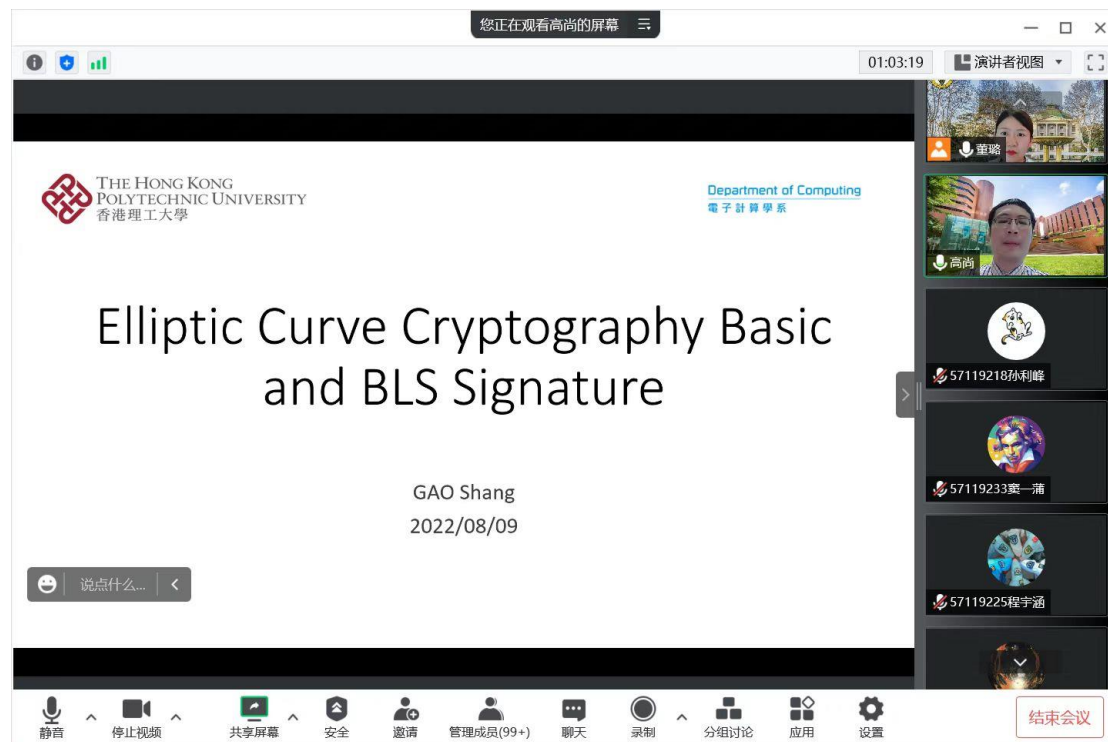 您正在观看高尚的屏幕
01:03:19
演讲者视图
THE HONG KONG
POLYTECHNIC UNIVERSITY
香港理工大學
Department of Computing
電子計算學系
Elliptic Curve Cryptography Basic
and BLS Signature
GAO Shang
2022/08/09
说点什么...
董璐
高尚
57119218孙利峰
57119233窦一蒲
57119225程宇涵
静音
停止视频
共享屏幕
安全
邀请
管理成员(99+)
聊天
录制
分组讨论
应用
设置
结束会议